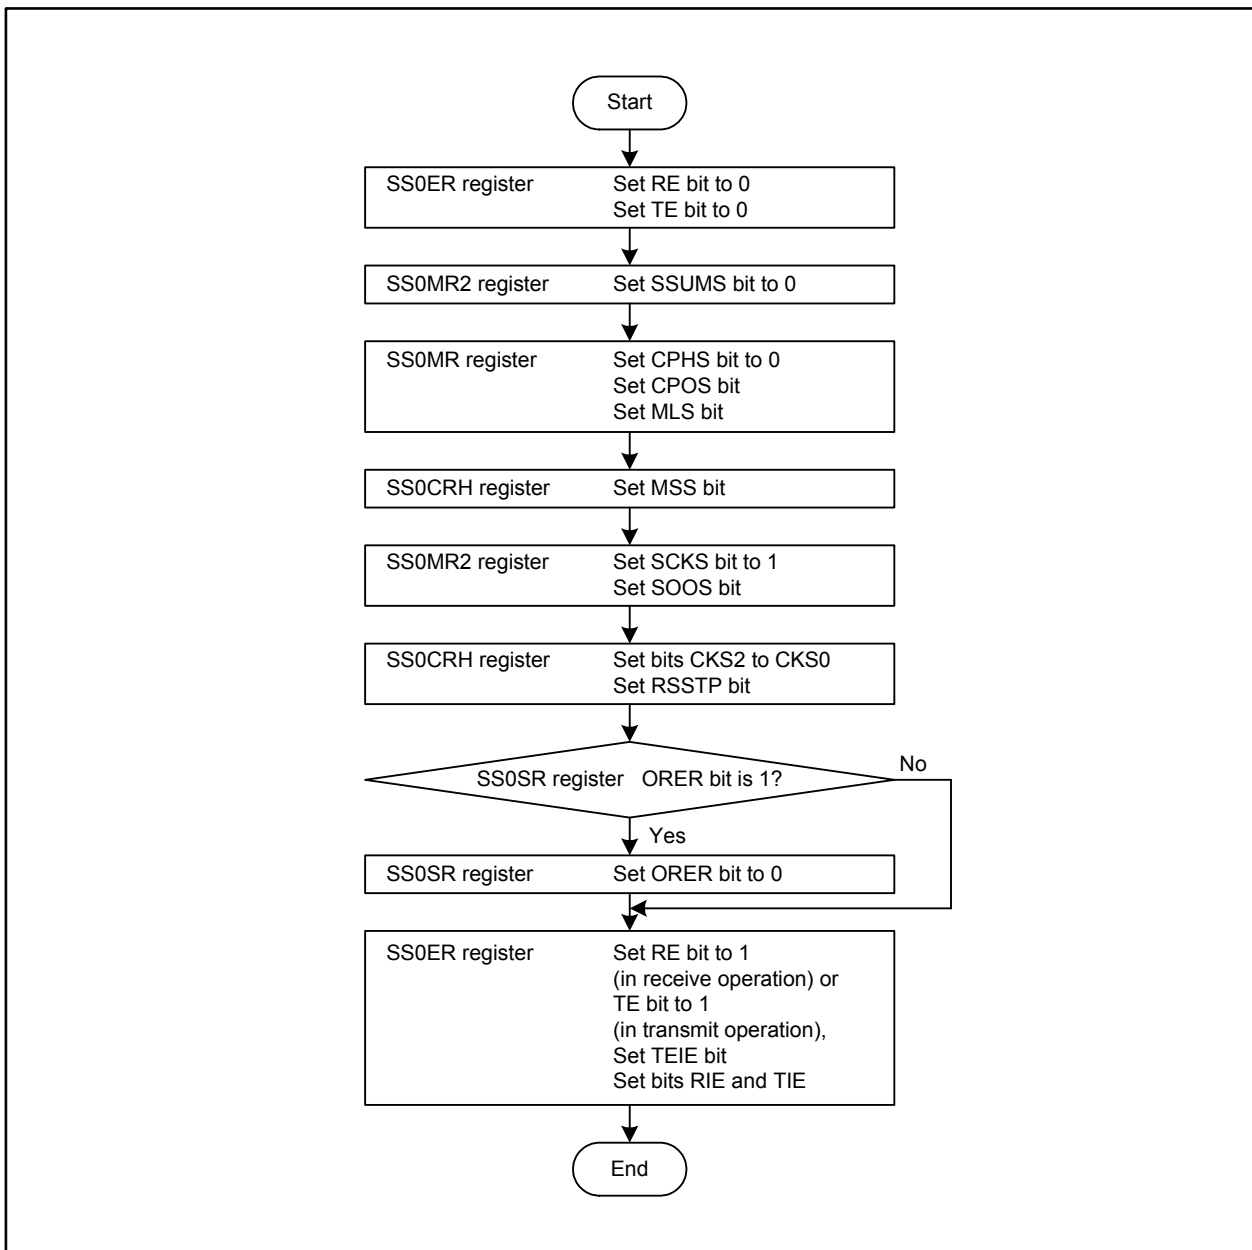 Start
SS0ER register Set RE bit to 0
Set TE bit to 0
SS0MR2 register Set SSUMS bit to 0
SS0MR register Set CPHS bit to 0
Set CPOS bit
Set MLS bit
SS0CRH register Set MSS bit
SS0MR2 register Set SCKS bit to 1
Set SOOS bit
SS0CRH register Set bits CKS2 to CKS0
Set RSSTP bit
SS0SR register ORER bit is 1?
No
Yes
SS0SR register Set ORER bit to 0
SS0ER register Set RE bit to 1
(in receive operation) or
TE bit to 1
(in transmit operation),
Set TEIE bit
Set bits RIE and TIE
End